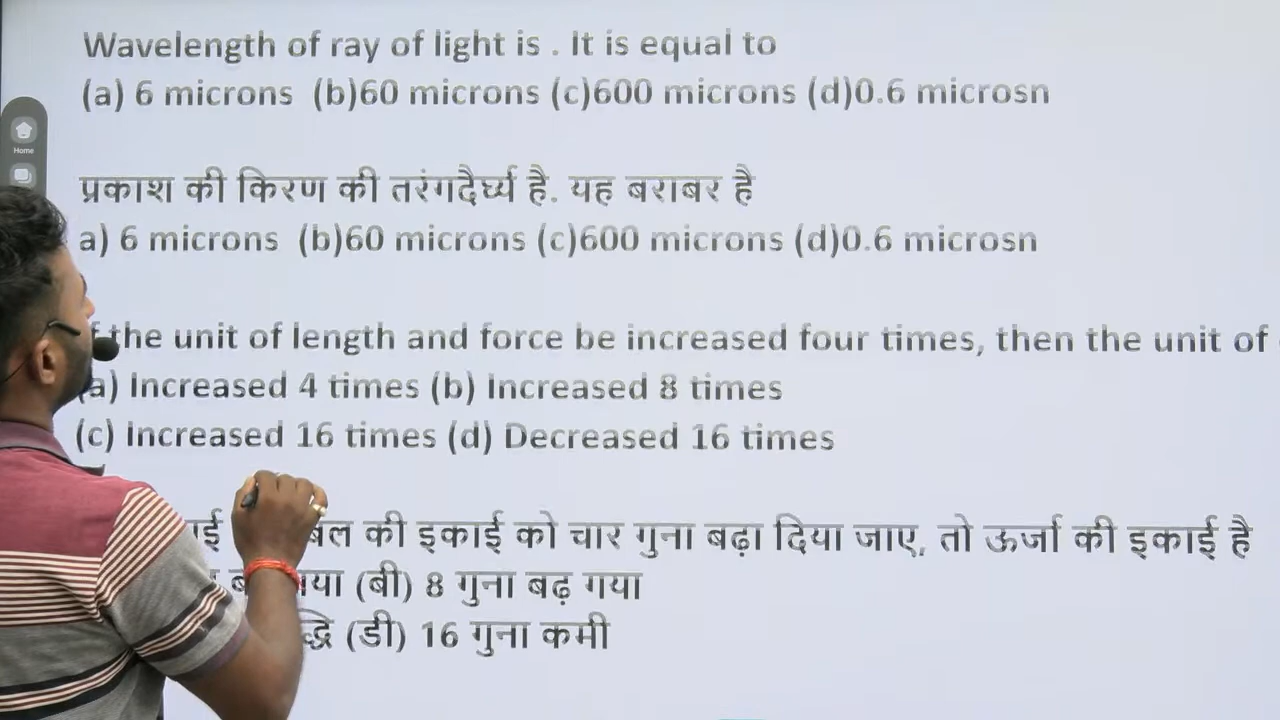 Wavelength of ray of light is . It is equal to
(a) 6 microns (b)60 microns (c)600 microns (d)0.6 microsn
Home
प्रकाश की किरण की तरंगदैर्घ्य है. यह बराबर है
a) 6 microns (b)60 microns (c)600 microns (d)0.6 microsn
the unit of length and force be increased four times, then the unit of
(a) Increased 4 times (b) Increased 8 times
(c) Increased 16 times (d) Decreased 16 times
की इकाई को चार गुना बढ़ा दिया जाए, तो ऊर्जा की इकाई है
(बी) 8 गुना बढ़ गया
(डी) 16 गुना कमी